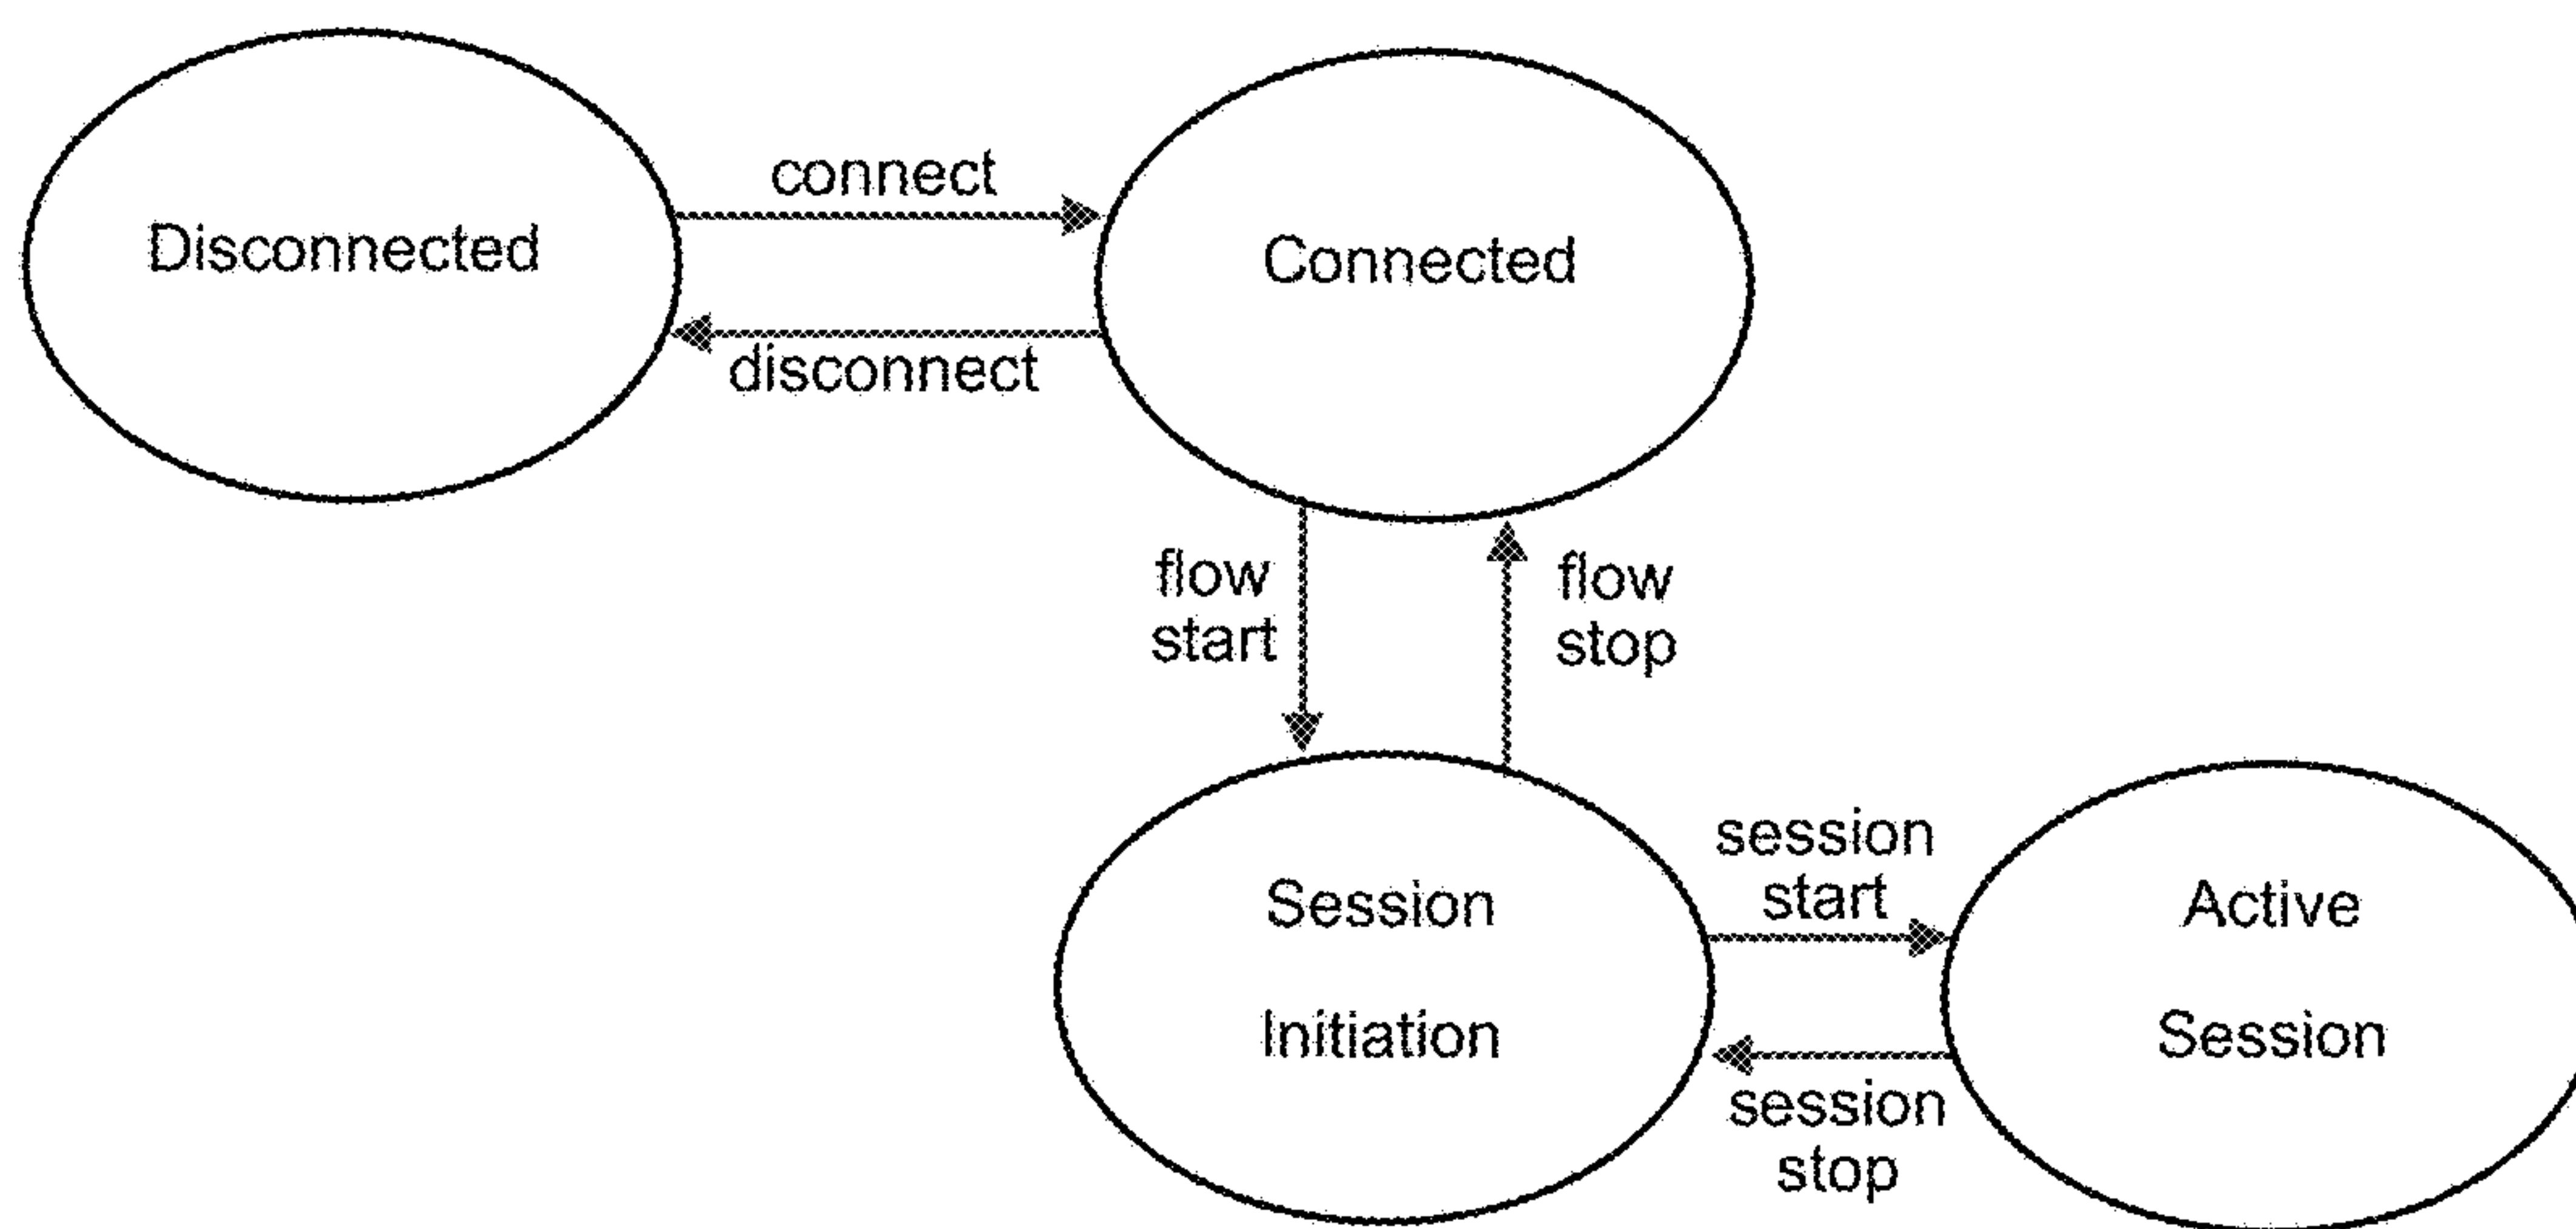 connect
Disconnected
Connected
disconnect
flow
start
flow
stop
session
start
Session
Initiation
Active
Session
session
stop